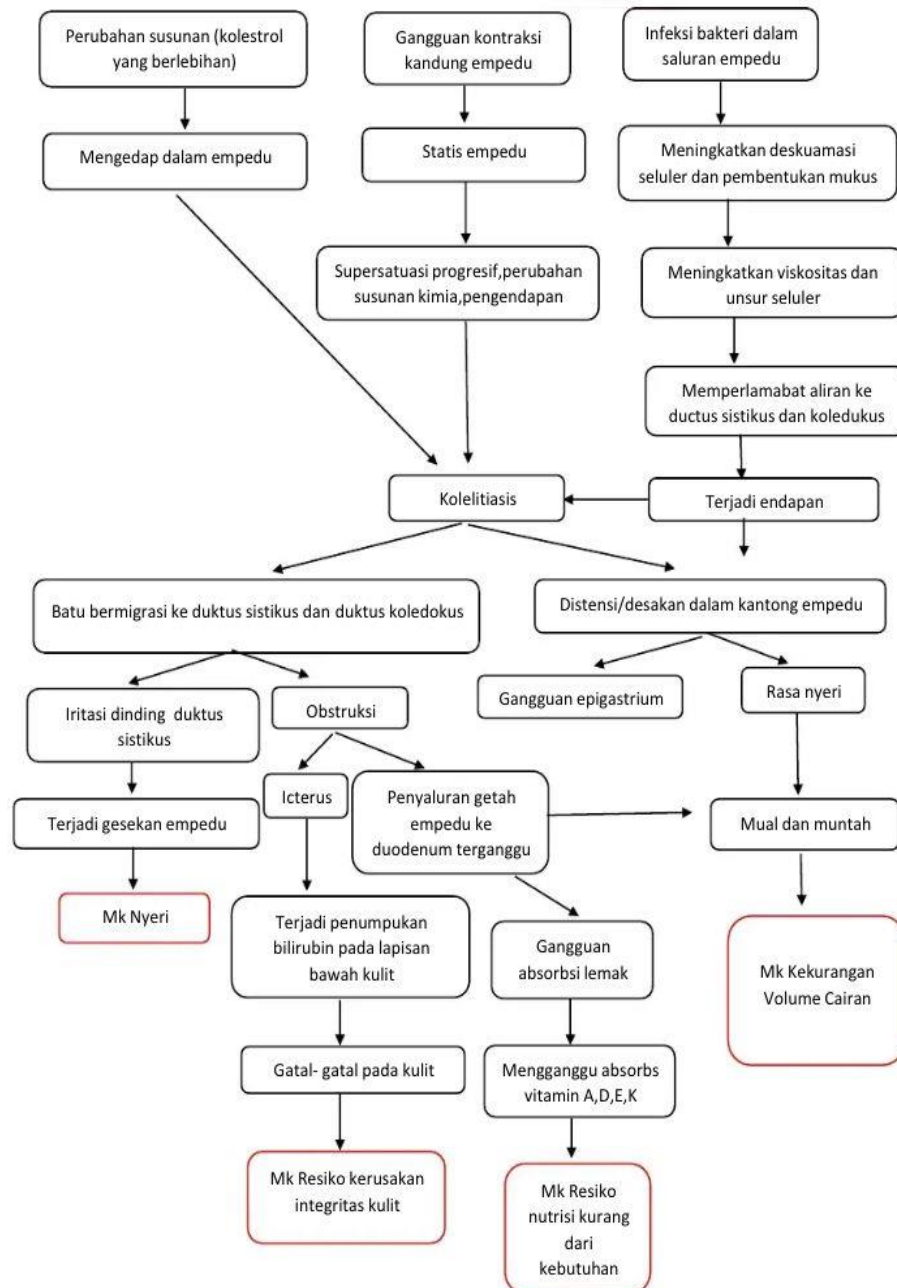 Perubahan susunan (kolestrol
yang berlebihan)
Gangguan kontraksi
kandung empedu
Infeksi bakteri dalam
saluran empedu
Mengedap dalam empedu
Statis empedu
Meningkatkan deskuamasi
seluler dan pembentukan mukus
Supersatuasi progresif,perubahan
susunan kimia,pengendapan
Meningkatkan viskositas dan
unsur seluler
Memperlamabat aliran ke
ductus sistikus dan koledukus
Kolelitiasis
Terjadi endapan
Batu bermigrasi ke duktus sistikus dan duktus koledokus
Distensi/desakan dalam kantong empedu
Iritasi dinding duktus
sistikus
Obstruksi
Gangguan epigastrium
Rasa nyeri
Terjadi gesekan empedu
Icterus
Penyaluran getah
empedu ke
duodenum terganggu
Mual dan muntah
Mk Nyeri
Terjadi penumpukan
bilirubin pada lapisan
bawah kulit
Gangguan
absorbsi lemak
Mk Kekurangan
Volume Cairan
Gatal- gatal pada kulit
Mengganggu absorbs
vitamin A,D,E,K
Mk Resiko kerusakan
integritas kulit
Mk Resiko
nutrisi kurang
dari
kebutuhan